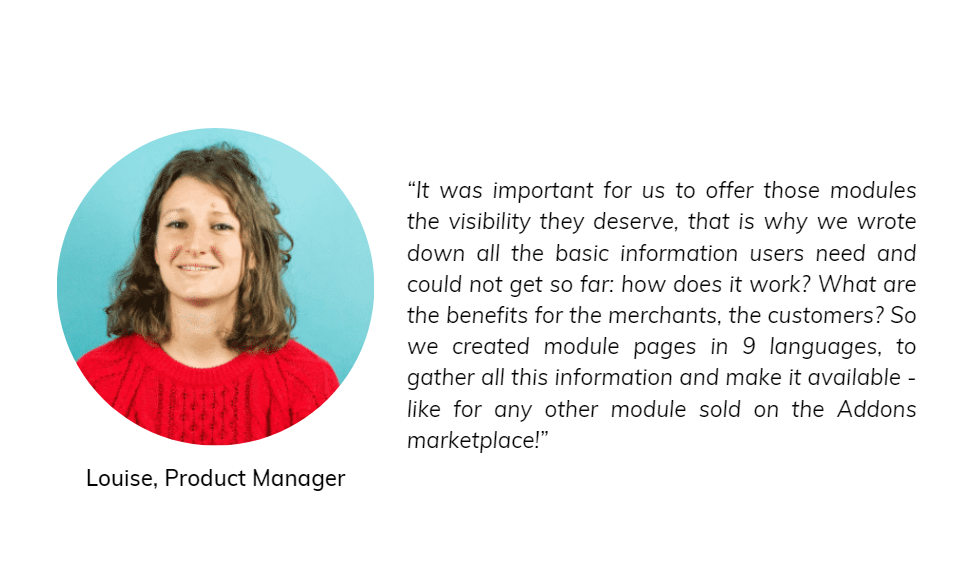 “It was important for us to offer those modules
the visibility they deserve, that is why we wrote
down all the basic information users need and
could not get so far: how does it work? What are
the benefits for the merchants, the customers? So
we created module pages in 9 languages, to
gather all this information and make it available -
like for any other module sold on the Addons
marketplace!”
Louise, Product Manager